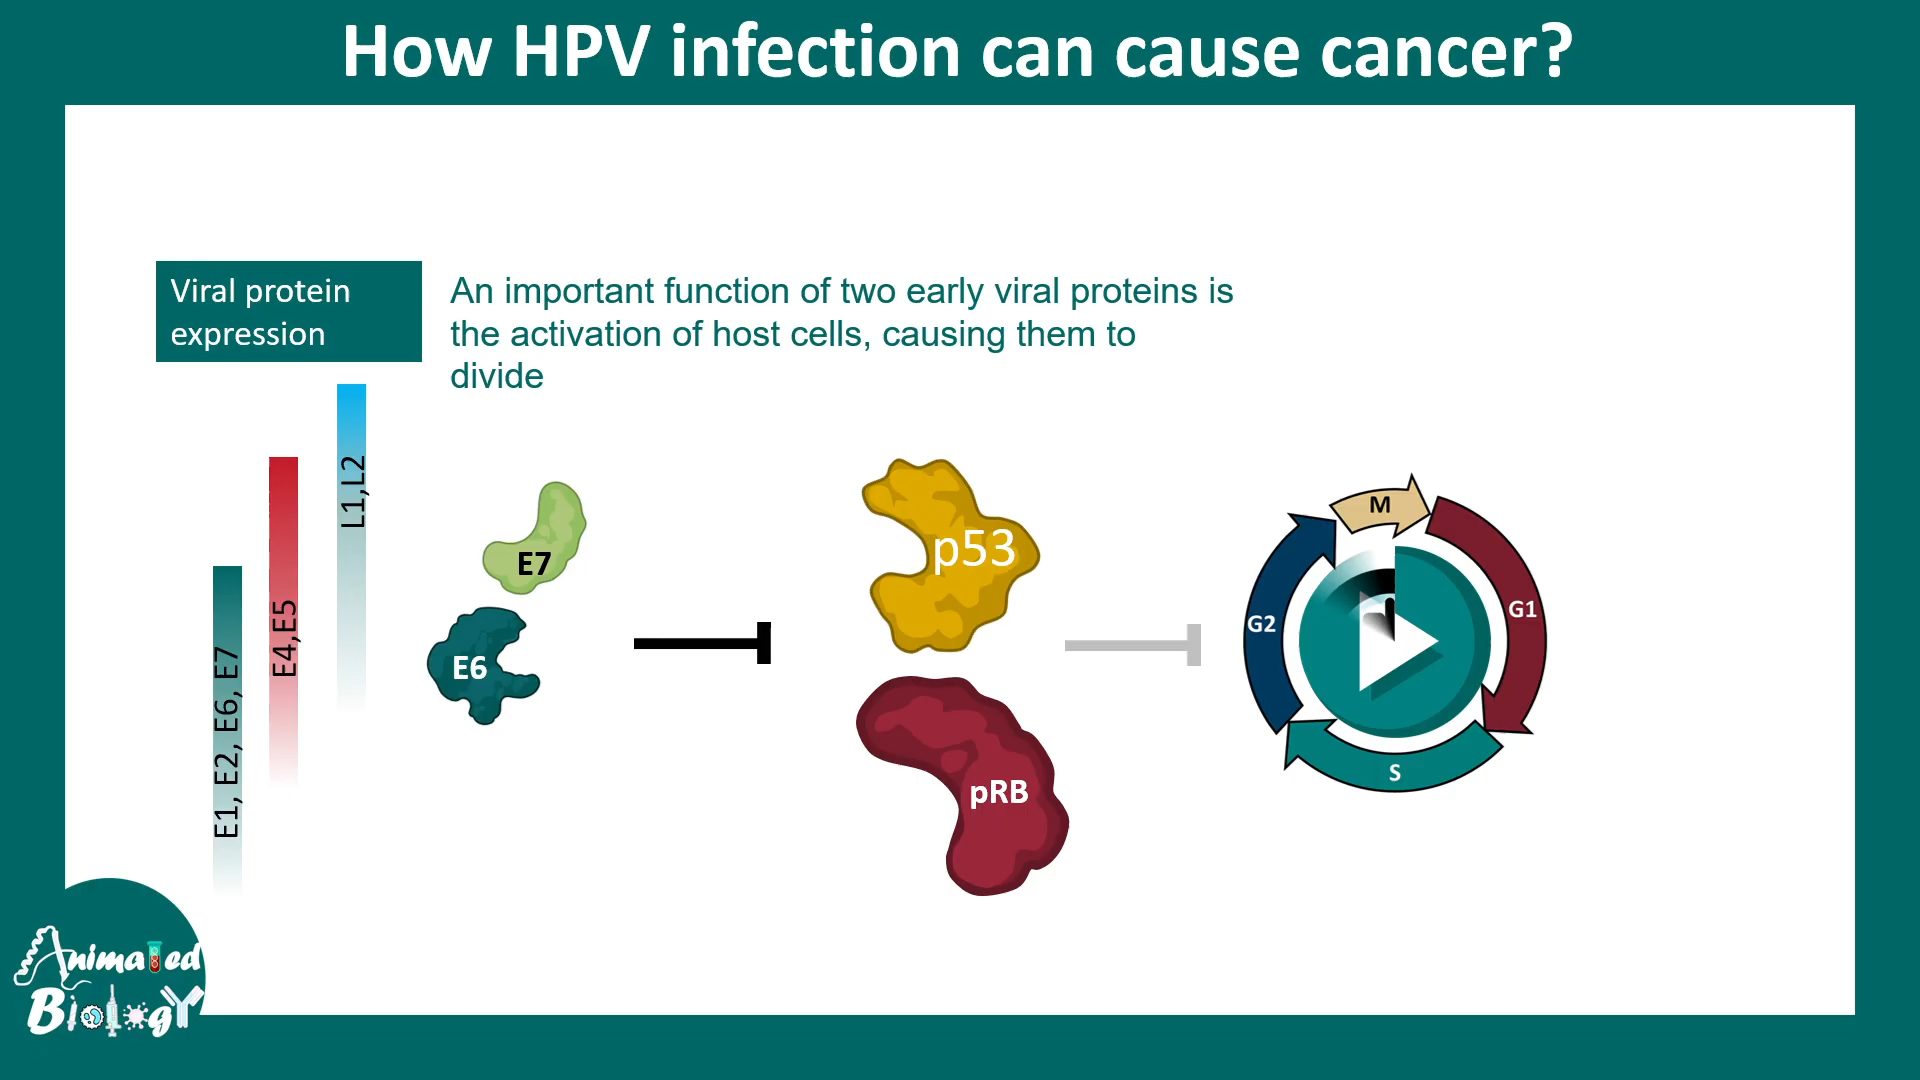 How HPV infection can cause cancer?
Viral protein
expression
An important function of two early viral proteins is
the activation of host cells, causing them to
divide
L1,L2
E4,E5
E1, E2, E6, E7
E7
E6
p53
pRB
M
G1
G2
S
Animated
Biology